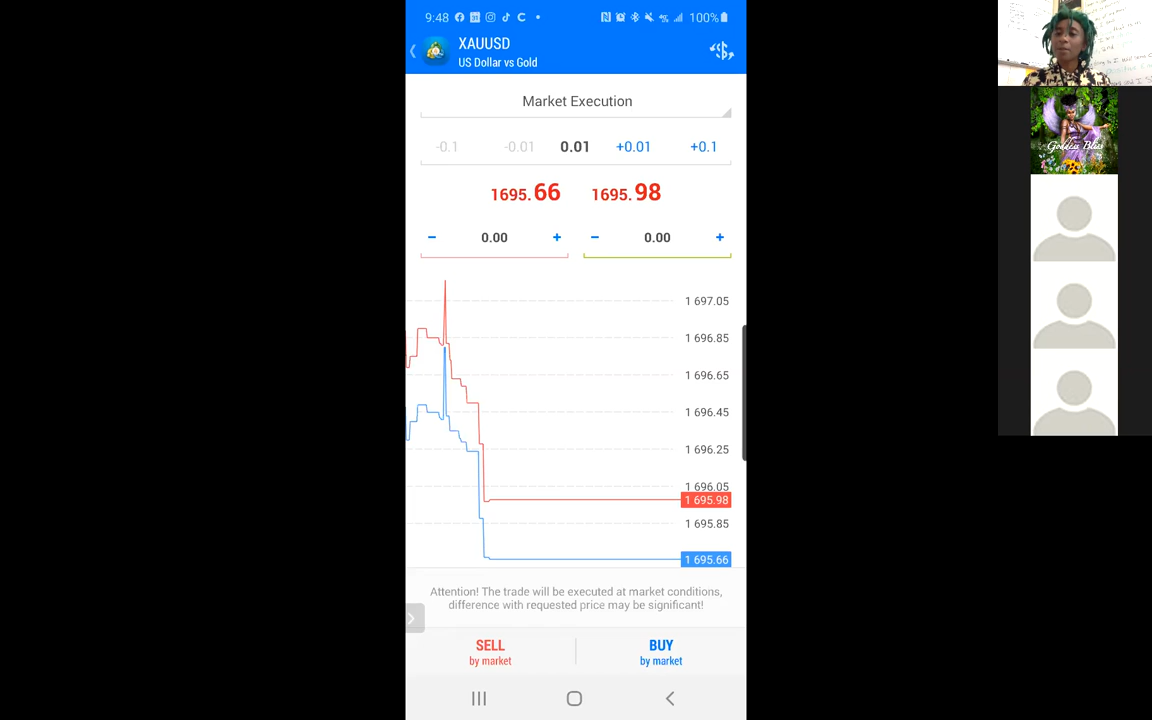 9:48
100%
XAUUSD
US Dollar vs Gold
Market Execution
-0.1 -0.01 0.01 +0.01 +0.1
1695.66 1695.98
− 0.00 + − 0.00 +
1 697.05
1 696.85
1 696.65
1 696.45
1 696.25
1 696.05
1 695.98
1 695.85
1 695.66
Attention! The trade will be executed at market conditions,
difference with requested price may be significant!
SELL BUY
by market by market
Goddess Bliss